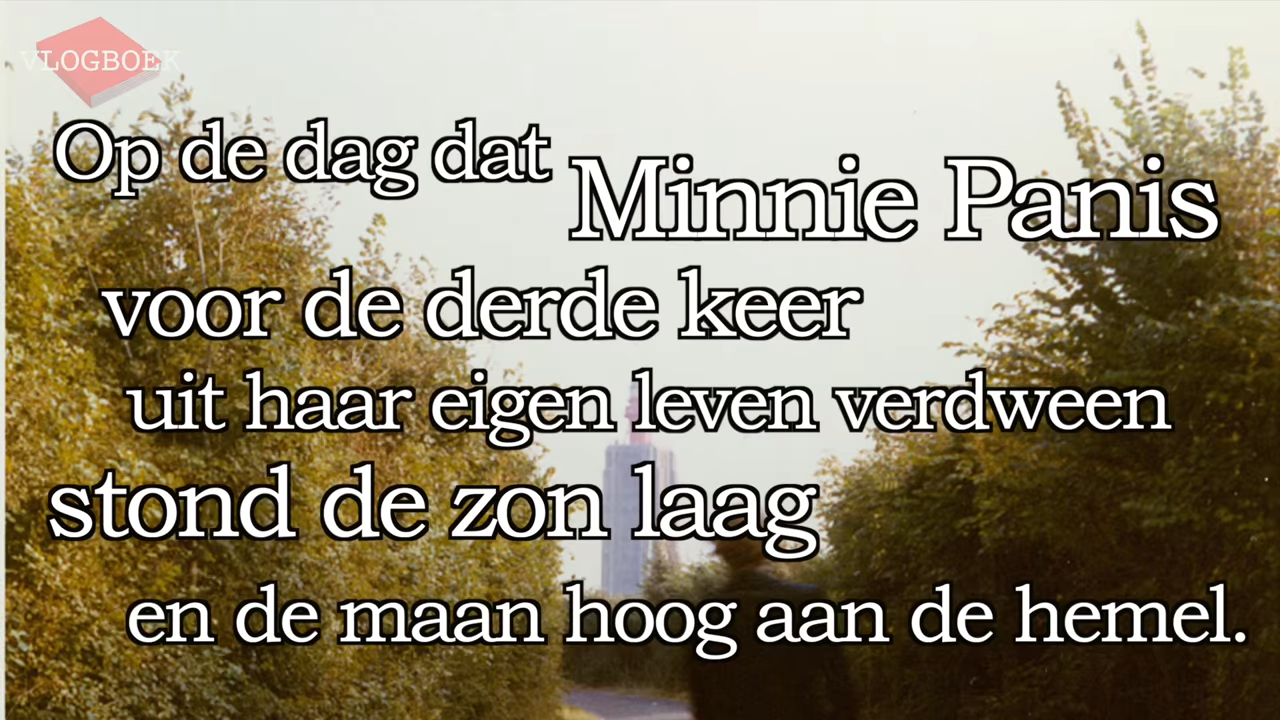 VLOGBOEK
Op de dag dat Minnie Panis
voor de derde keer
uit haar eigen leven verdween
stond de zon laag
en de maan hoog aan de hemel.